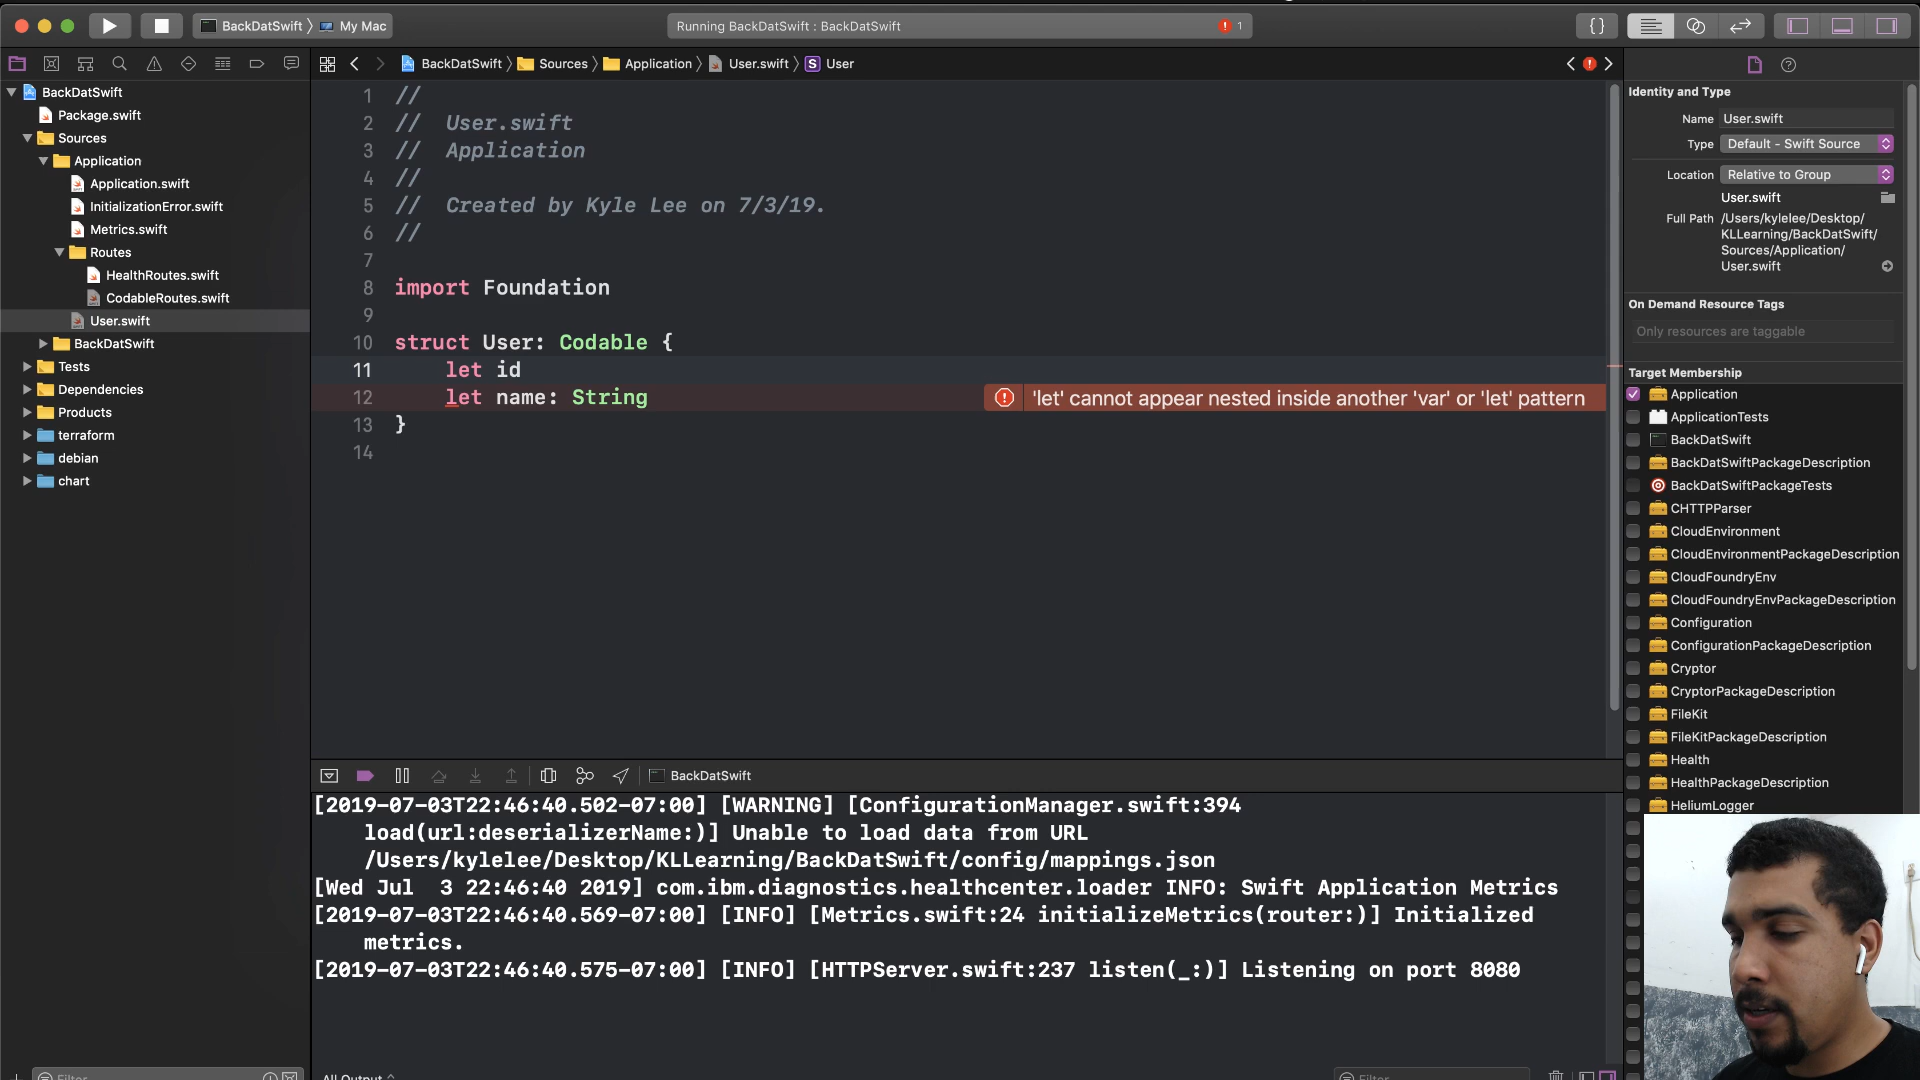 BackDatSwift
My Mac
Running BackDatSwift : BackDatSwift
1
{}
BackDatSwift
Package.swift
Sources
Application
Application.swift
InitializationError.swift
Metrics.swift
Routes
HealthRoutes.swift
CodableRoutes.swift
User.swift
BackDatSwift
Tests
Dependencies
Products
terraform
debian
chart
BackDatSwift
Sources
Application
User.swift
S User
1 //
2 //  User.swift
3 //  Application
4 //
5 //  Created by Kyle Lee on 7/3/19.
6 //
7
8 import Foundation
9
10 struct User: Codable {
11 let id
12 let name: String
'let' cannot appear nested inside another 'var' or 'let' pattern
13 }
14
BackDatSwift
[2019-07-03T22:46:40.502-07:00] [WARNING] [ConfigurationManager.swift:394
load(url:deserializerName:)] Unable to load data from URL
/Users/kylelee/Desktop/KLLearning/BackDatSwift/config/mappings.json
[Wed Jul  3 22:46:40 2019] com.ibm.diagnostics.healthcenter.loader INFO: Swift Application Metrics
[2019-07-03T22:46:40.569-07:00] [INFO] [Metrics.swift:24 initializeMetrics(router:)] Initialized
metrics.
[2019-07-03T22:46:40.575-07:00] [INFO] [HTTPServer.swift:237 listen(_:)] Listening on port 8080
Filter
All Output
Filter
Identity and Type
Name User.swift
Type Default - Swift Source
Location Relative to Group
User.swift
Full Path /Users/kylelee/Desktop/
KLLearning/BackDatSwift/
Sources/Application/
User.swift
On Demand Resource Tags
Only resources are taggable
Target Membership
Application
ApplicationTests
BackDatSwift
BackDatSwiftPackageDescription
BackDatSwiftPackageTests
CHTTPParser
CloudEnvironment
CloudEnvironmentPackageDescription
CloudFoundryEnv
CloudFoundryEnvPackageDescription
Configuration
ConfigurationPackageDescription
Cryptor
CryptorPackageDescription
FileKit
FileKitPackageDescription
Health
HealthPackageDescription
HeliumLogger